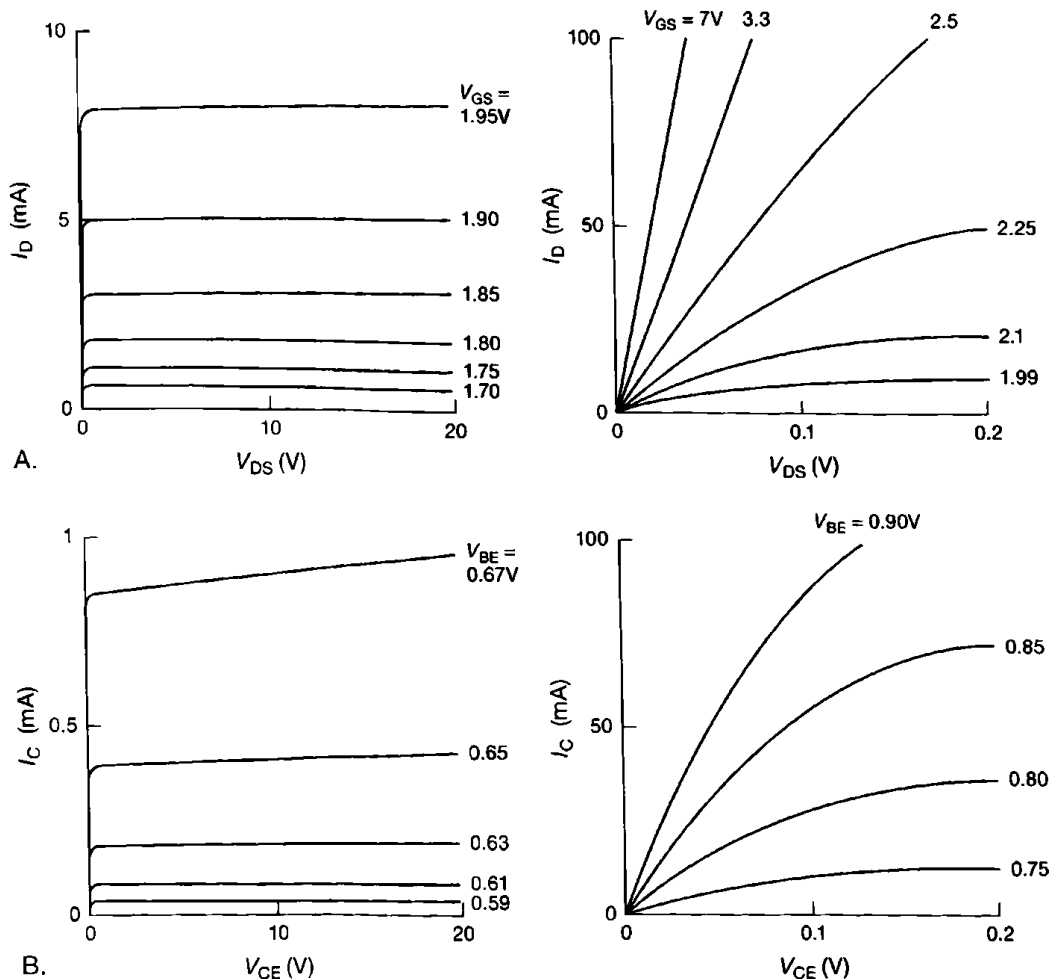 10
5
0
I_D (mA)
V_GS =
1.95V
1.90
1.85
1.80
1.75
1.70
0
10
20
V_DS (V)
A.
V_GS = 7V
3.3
2.5
100
50
0
I_D (mA)
2.25
2.1
1.99
0
0.1
0.2
V_DS (V)
1
0.5
0
I_C (mA)
V_BE =
0.67V
0.65
0.63
0.61
0.59
0
10
20
V_CE (V)
B.
V_BE = 0.90V
100
50
0
I_C (mA)
0.85
0.80
0.75
0
0.1
0.2
V_CE (V)